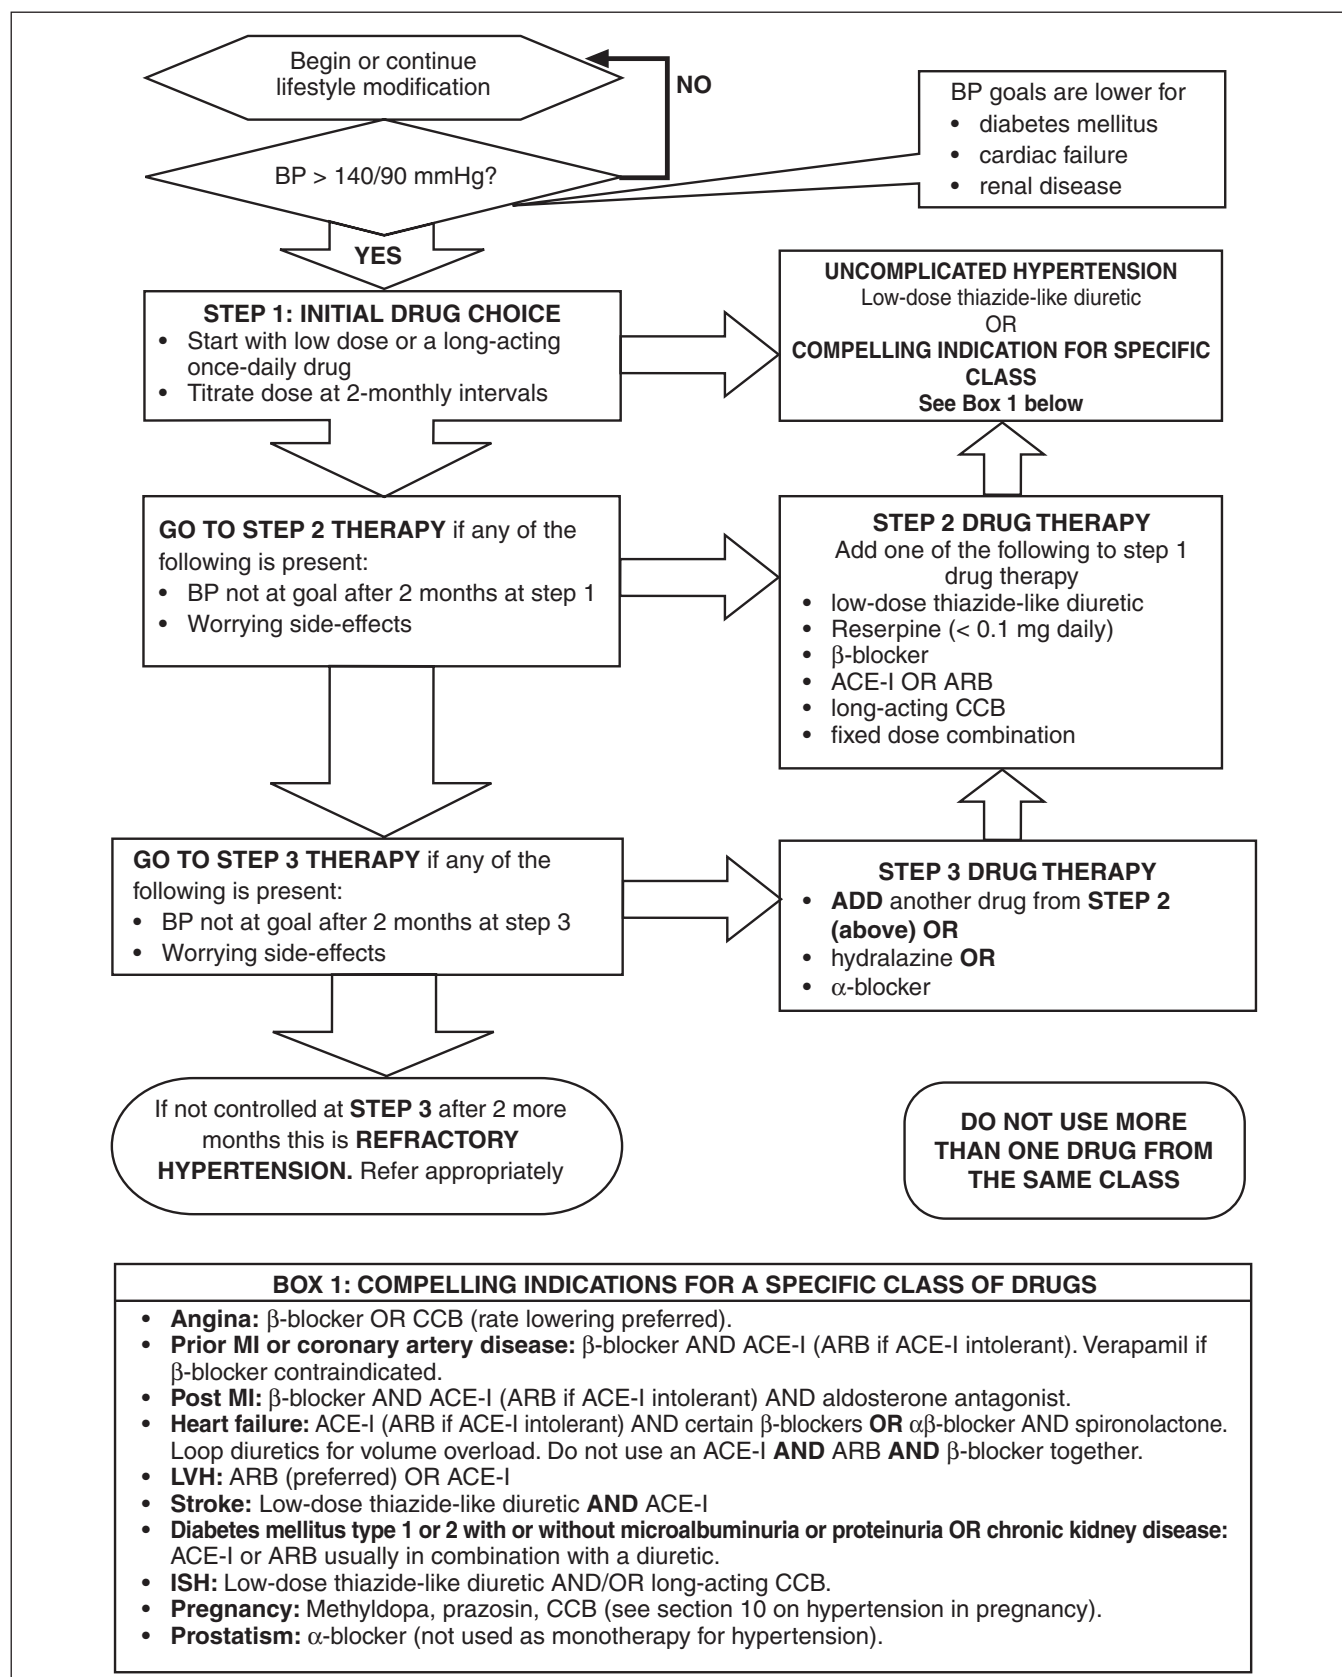 Begin or continue
lifestyle modification
NO
BP > 140/90 mmHg?
BP goals are lower for
• diabetes mellitus
• cardiac failure
• renal disease
YES
STEP 1: INITIAL DRUG CHOICE
• Start with low dose or a long-acting
once-daily drug
• Titrate dose at 2-monthly intervals
UNCOMPLICATED HYPERTENSION
Low-dose thiazide-like diuretic
OR
COMPELLING INDICATION FOR SPECIFIC
CLASS
See Box 1 below
GO TO STEP 2 THERAPY if any of the
following is present:
• BP not at goal after 2 months at step 1
• Worrying side-effects
STEP 2 DRUG THERAPY
Add one of the following to step 1
drug therapy
• low-dose thiazide-like diuretic
• Reserpine (< 0.1 mg daily)
• β-blocker
• ACE-I OR ARB
• long-acting CCB
• fixed dose combination
GO TO STEP 3 THERAPY if any of the
following is present:
• BP not at goal after 2 months at step 3
• Worrying side-effects
STEP 3 DRUG THERAPY
• ADD another drug from STEP 2
(above) OR
• hydralazine OR
• α-blocker
If not controlled at STEP 3 after 2 more
months this is REFRACTORY
HYPERTENSION. Refer appropriately
DO NOT USE MORE
THAN ONE DRUG FROM
THE SAME CLASS
BOX 1: COMPELLING INDICATIONS FOR A SPECIFIC CLASS OF DRUGS
• Angina: β-blocker OR CCB (rate lowering preferred).
• Prior MI or coronary artery disease: β-blocker AND ACE-I (ARB if ACE-I intolerant). Verapamil if
β-blocker contraindicated.
• Post MI: β-blocker AND ACE-I (ARB if ACE-I intolerant) AND aldosterone antagonist.
• Heart failure: ACE-I (ARB if ACE-I intolerant) AND certain β-blockers OR αβ-blocker AND spironolactone.
Loop diuretics for volume overload. Do not use an ACE-I AND ARB AND β-blocker together.
• LVH: ARB (preferred) OR ACE-I
• Stroke: Low-dose thiazide-like diuretic AND ACE-I
• Diabetes mellitus type 1 or 2 with or without microalbuminuria or proteinuria OR chronic kidney disease:
ACE-I or ARB usually in combination with a diuretic.
• ISH: Low-dose thiazide-like diuretic AND/OR long-acting CCB.
• Pregnancy: Methyldopa, prazosin, CCB (see section 10 on hypertension in pregnancy).
• Prostatism: α-blocker (not used as monotherapy for hypertension).